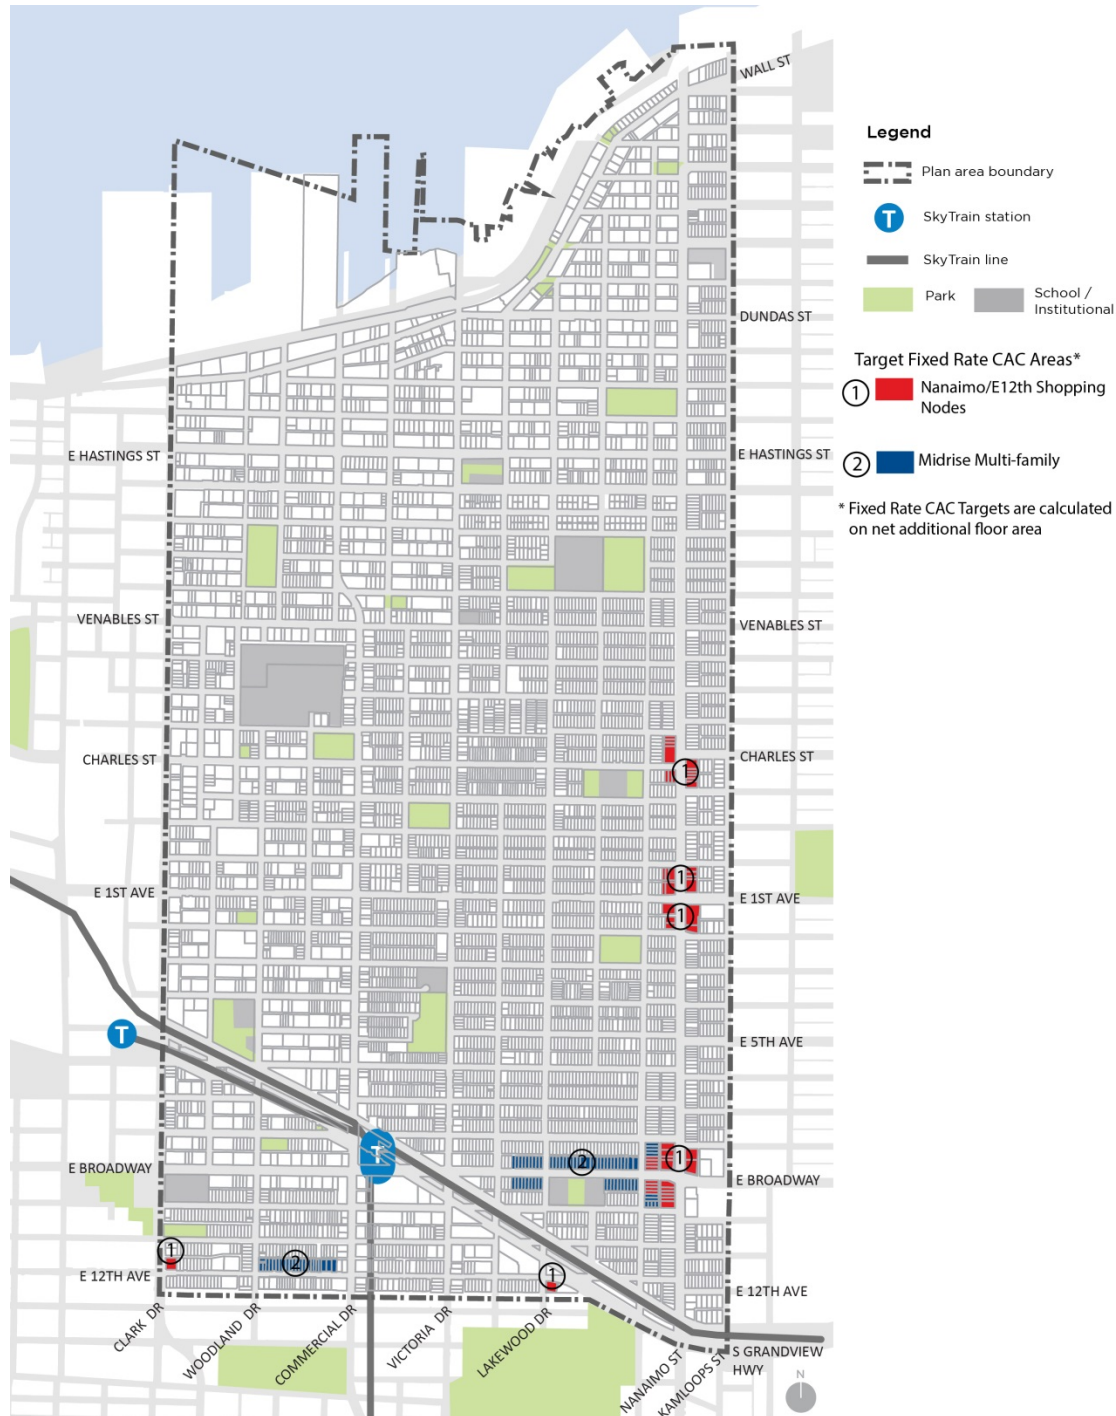 WALL ST
Legend
Plan area boundary
T
SkyTrain station
SkyTrain line
Park
School /
Institutional
DUNDAS ST
Target Fixed Rate CAC Areas*
1
Nanaimo/E12th Shopping
Nodes
E HASTINGS ST
E HASTINGS ST
2
Midrise Multi-family
* Fixed Rate CAC Targets are calculated
on net additional floor area
VENABLES ST
VENABLES ST
CHARLES ST
CHARLES ST
1
1
E 1ST AVE
E 1ST AVE
1
T
E 5TH AVE
T
2
1
E BROADWAY
E BROADWAY
1
2
1
E 12TH AVE
E 12TH AVE
CLARK DR
WOODLAND DR
COMMERCIAL DR
VICTORIA DR
LAKEWOOD DR
NANAIMO ST
KAMLOOPS ST
S GRANDVIEW
HWY
N